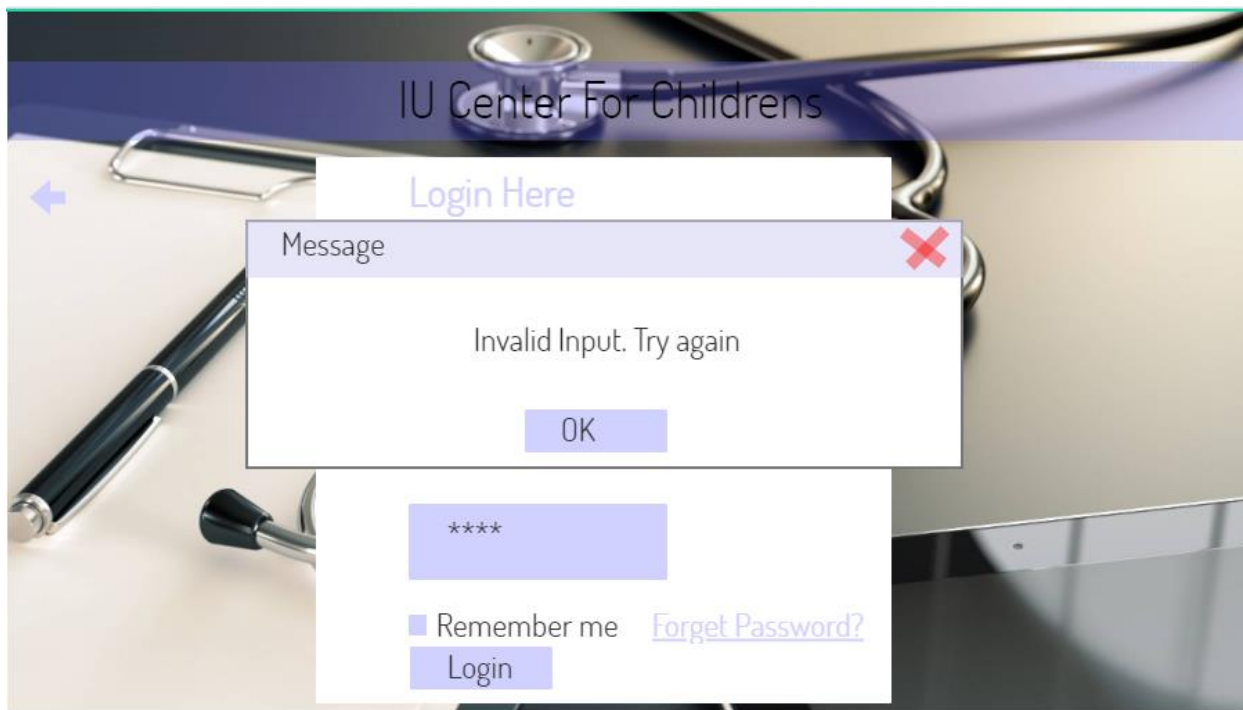 IU Center For Childrens
Login Here
Message
Invalid Input. Try again
OK
****
Remember me Forget Password?
Login